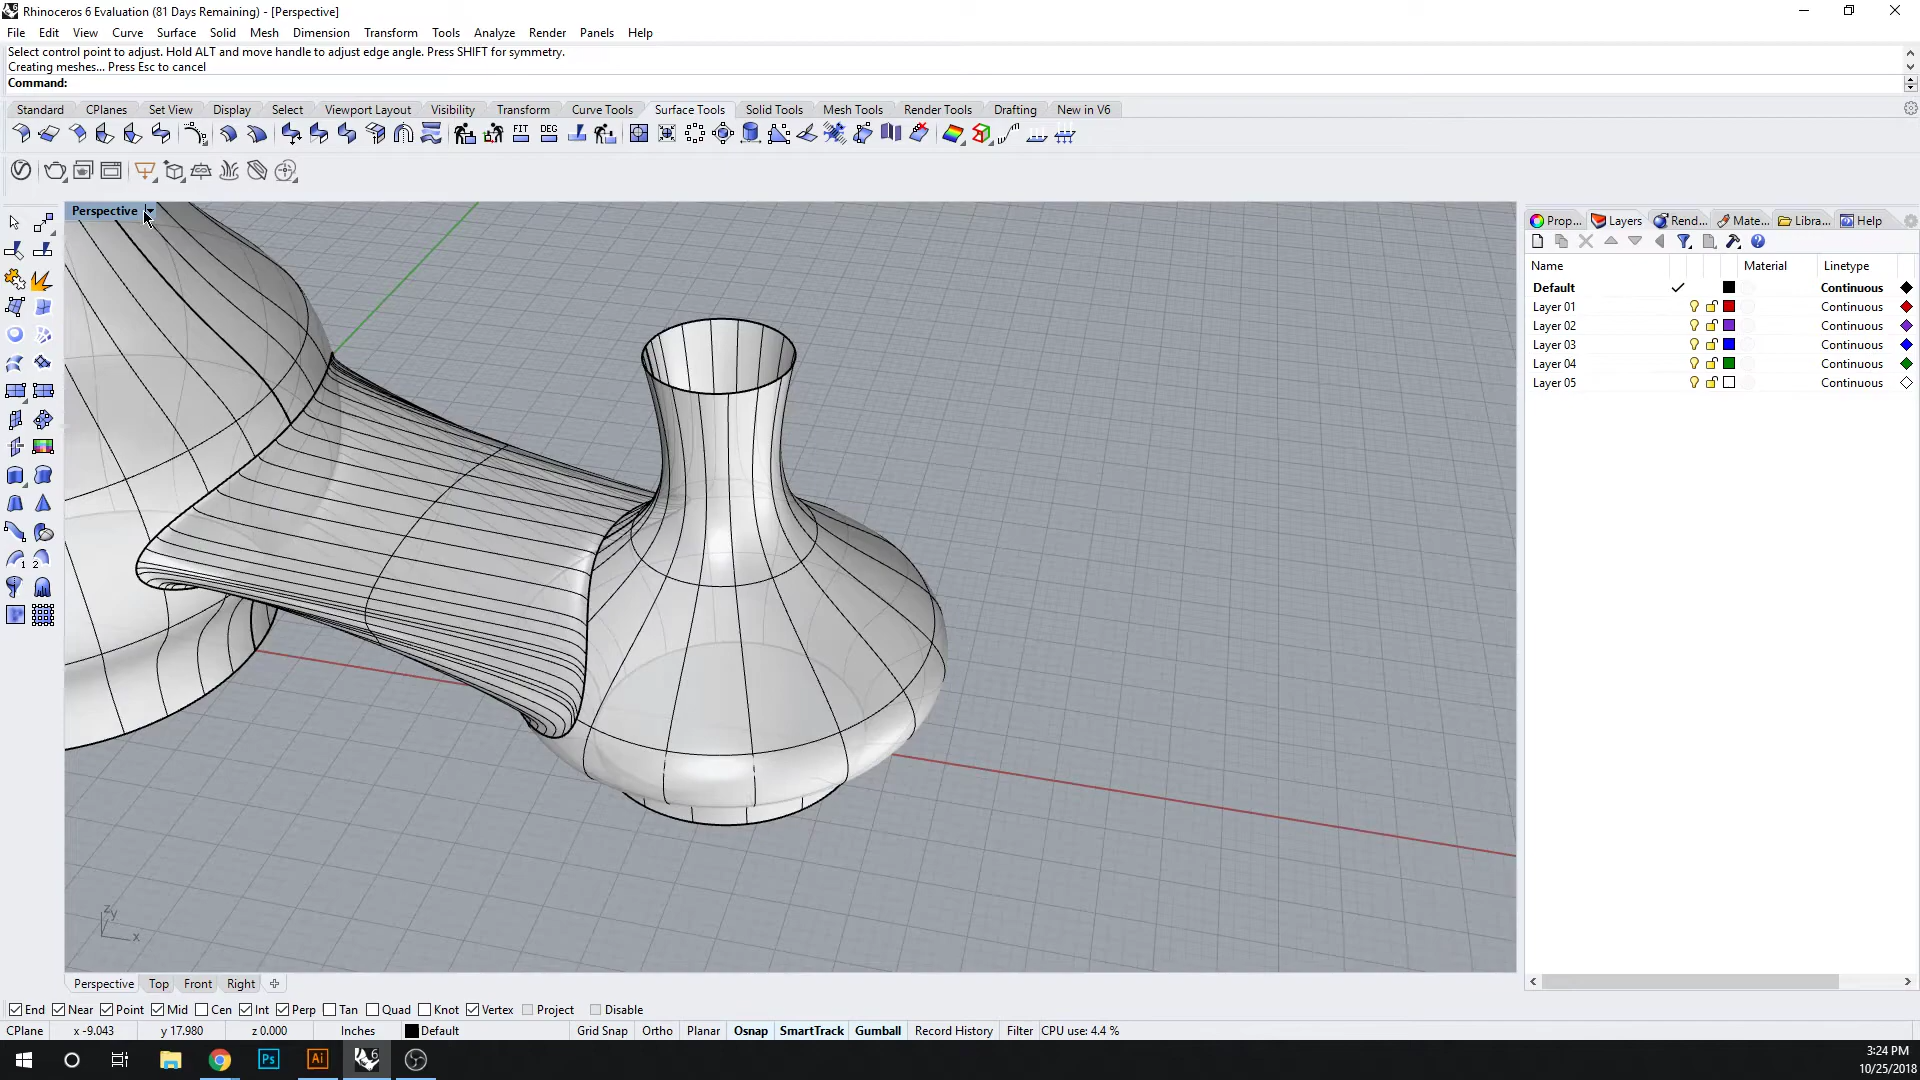 Rhinoceros 6 Evaluation (81 Days Remaining) - [Perspective]
File Edit View Curve Surface Solid Mesh Dimension Transform Tools Analyze Render Panels Help
Select control point to adjust. Hold ALT and move handle to adjust edge angle. Press SHIFT for symmetry.
Creating meshes... Press Esc to cancel
Command:
Standard CPlanes Set View Display Select Viewport Layout Visibility Transform Curve Tools Surface Tools Solid Tools Mesh Tools Render Tools Drafting New in V6
FIT DEG
Perspective
Prop... Layers Rend... Mate... Libra... Help
Name Material Linetype
Default Continuous
Layer 01 Continuous
Layer 02 Continuous
Layer 03 Continuous
Layer 04 Continuous
Layer 05 Continuous
1 2
z y
x
Perspective Top Front Right
End Near Point Mid Cen Int Perp Tan Quad Knot Vertex Project Disable
CPlane x -9.043 y 17.980 z 0.000 Inches Default Grid Snap Ortho Planar Osnap SmartTrack Gumball Record History Filter CPU use: 4.4 %
Ps Ai 6
3:24 PM
10/25/2018